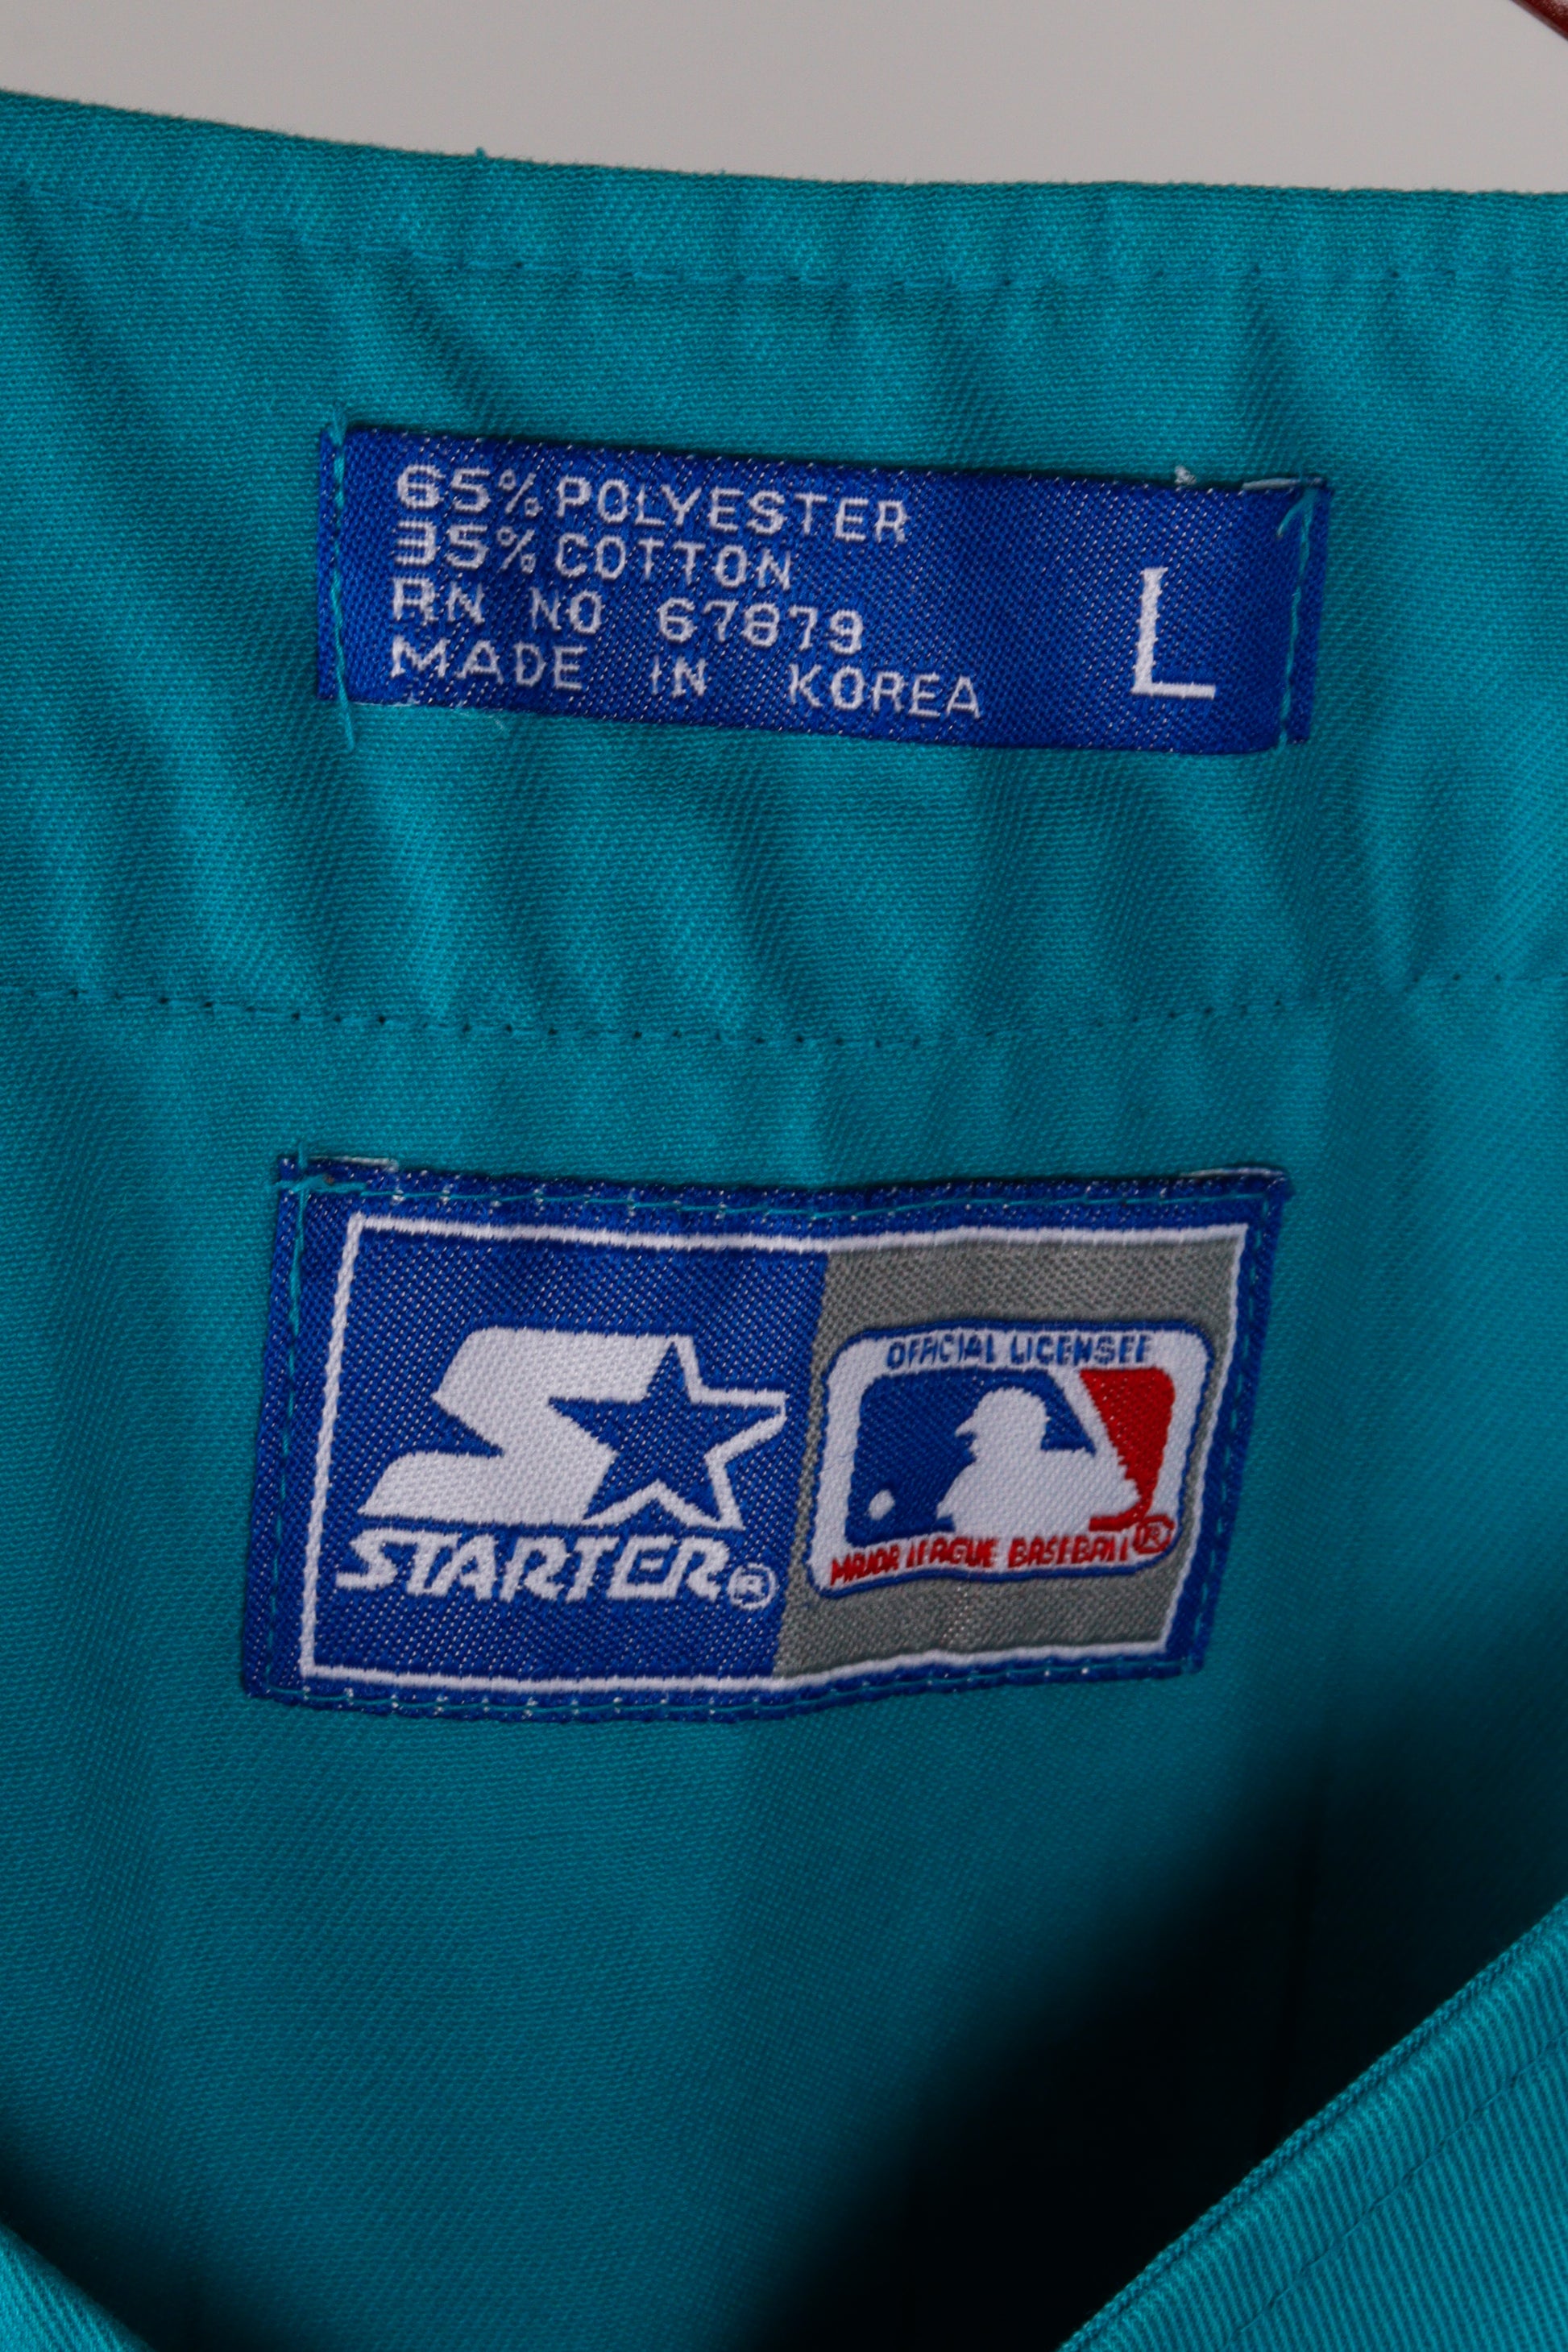 65% POLYESTER
35% COTTON
RN NO 67879
MADE IN KOREA
L
STARTER®
OFFICIAL LICENSEE
MAJOR LEAGUE BASEBALL®